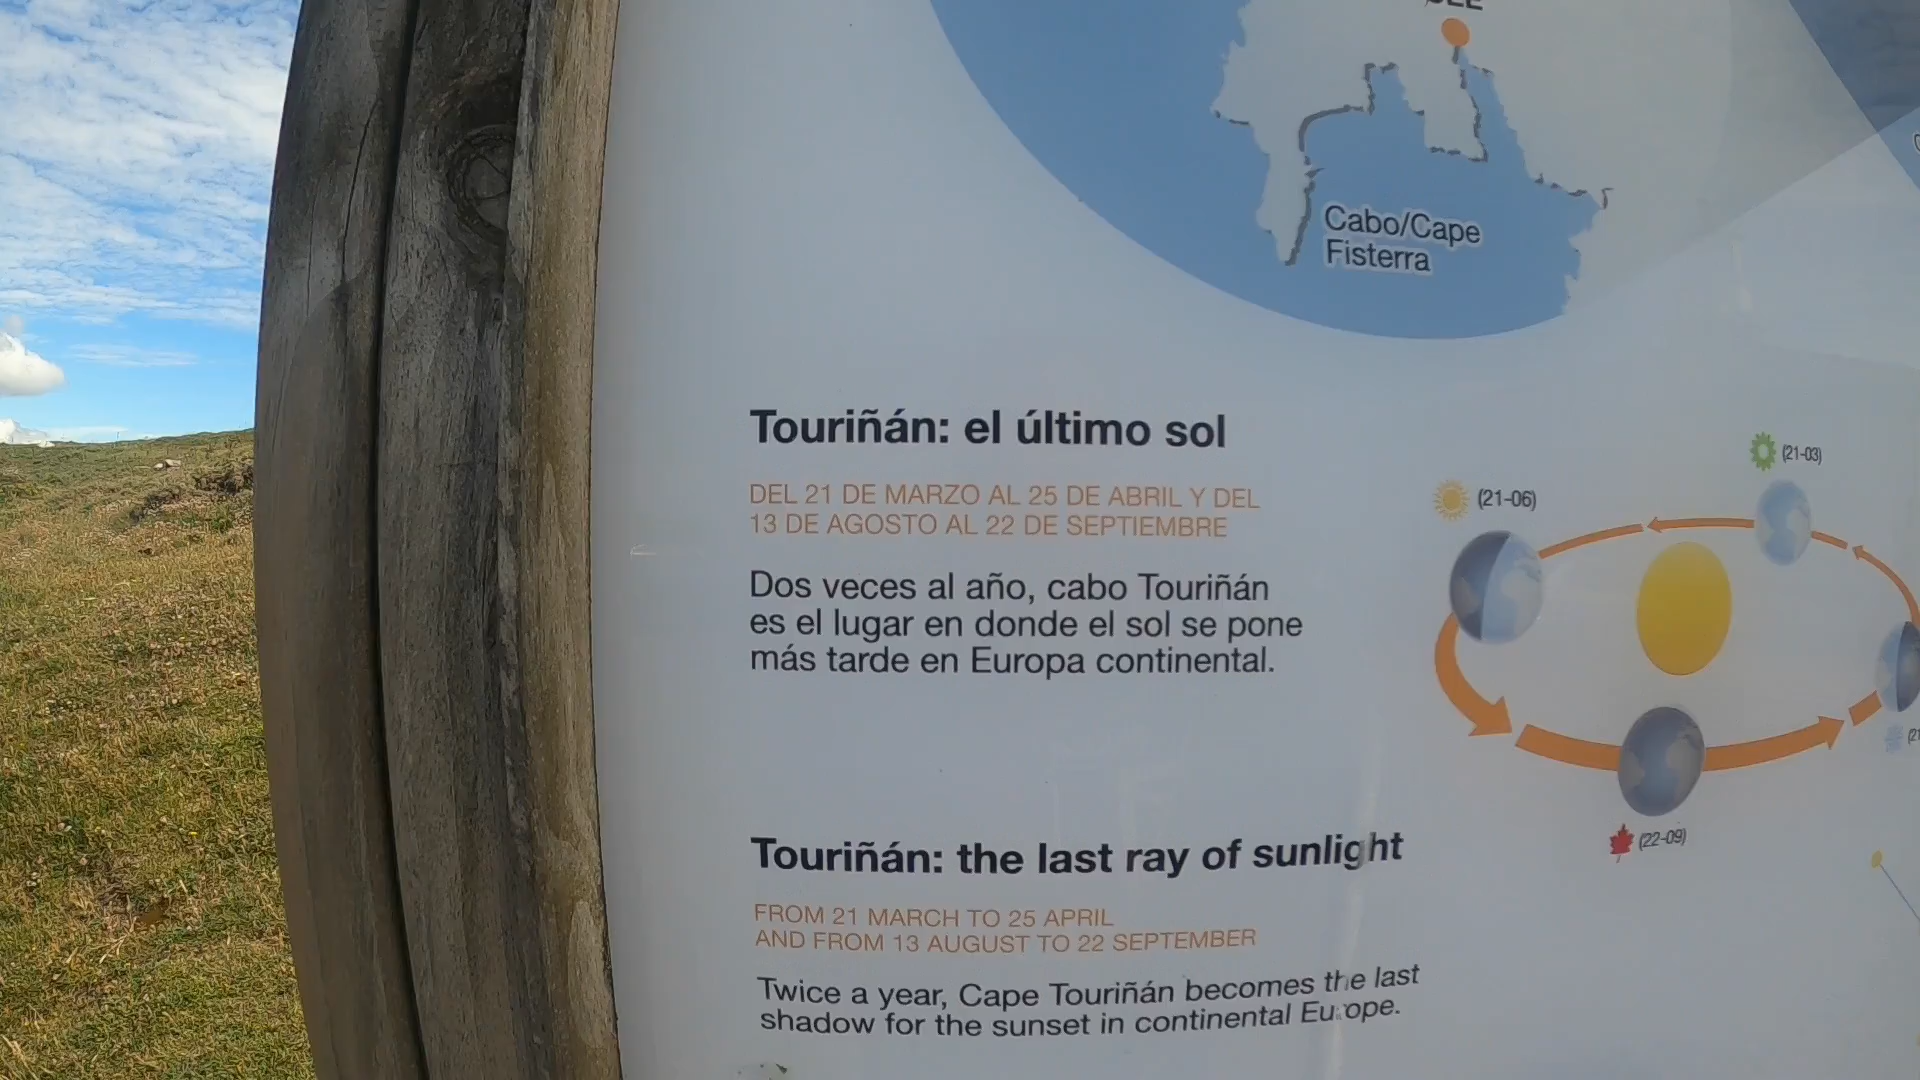 Cabo/Cape
Fisterra
Touriñán: el último sol
DEL 21 DE MARZO AL 25 DE ABRIL Y DEL
13 DE AGOSTO AL 22 DE SEPTIEMBRE
Dos veces al año, cabo Touriñán
es el lugar en donde el sol se pone
más tarde en Europa continental.
(21-03)
(21-06)
(22-09)
Touriñán: the last ray of sunlight
FROM 21 MARCH TO 25 APRIL
AND FROM 13 AUGUST TO 22 SEPTEMBER
Twice a year, Cape Touriñán becomes the last
shadow for the sunset in continental Europe.